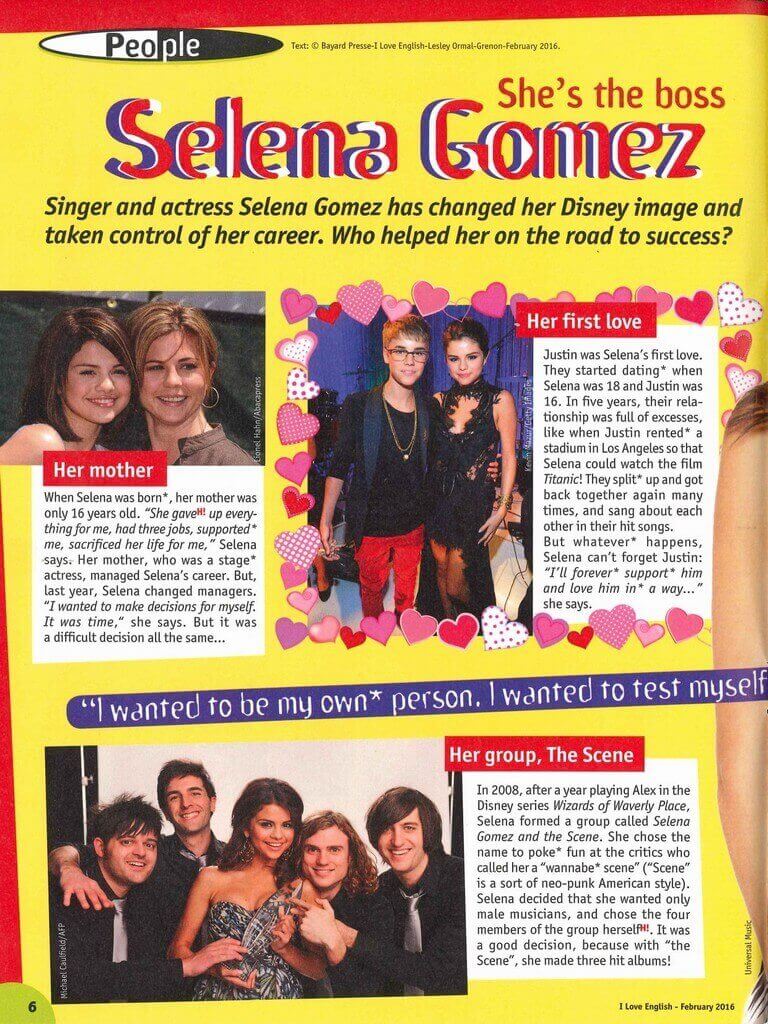 People
Text: © Bayard Presse-I Love English-Lesley Ormal-Grenon-February 2016.
She's the boss
Selena Gomez
Singer and actress Selena Gomez has changed her Disney image and
taken control of her career. Who helped her on the road to success?
Lionel Hahn/Abacapress
Her mother
When Selena was born*, her mother was
only 16 years old. "She gaveH! up every-
thing for me, had three jobs, supported*
me, sacrificed her life for me," Selena
says. Her mother, who was a stage*
actress, managed Selena's career. But,
last year, Selena changed managers.
"I wanted to make decisions for myself.
It was time," she says. But it was
a difficult decision all the same...
Kevin Mazur/Getty Images
Her first love
Justin was Selena's first love.
They started dating* when
Selena was 18 and Justin was
16. In five years, their rela-
tionship was full of excesses,
like when Justin rented* a
stadium in Los Angeles so that
Selena could watch the film
Titanic! They split* up and got
back together again many
times, and sang about each
other in their hit songs.
But whatever* happens,
Selena can't forget Justin:
"I'll forever* support* him
and love him in* a way..."
she says.
"I wanted to be my own* person. I wanted to test myself
Michael Caulfield/AFP
Her group, The Scene
In 2008, after a year playing Alex in the
Disney series Wizards of Waverly Place,
Selena formed a group called Selena
Gomez and the Scene. She chose the
name to poke* fun at the critics who
called her a "wannabe* scene" ("Scene"
is a sort of neo-punk American style).
Selena decided that she wanted only
male musicians, and chose the four
members of the group herselfH!. It was
a good decision, because with "the
Scene", she made three hit albums!
Universal Music
6
I Love English - February 2016